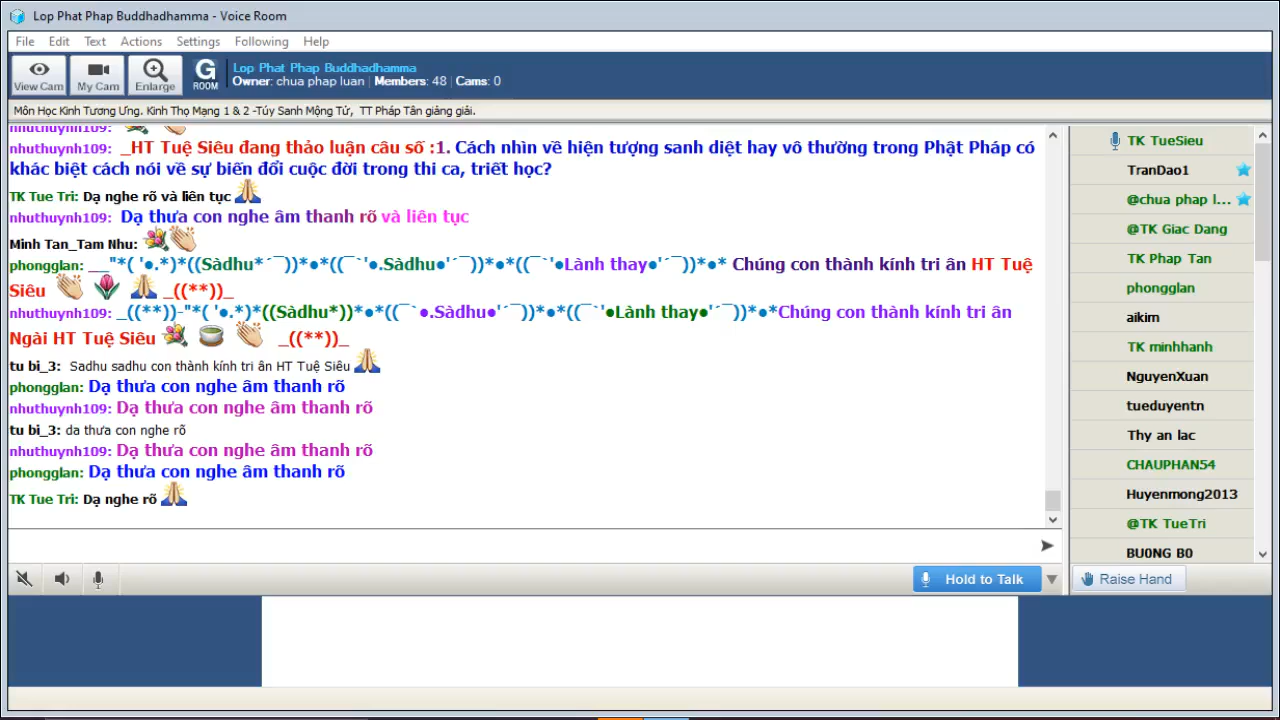 Lop Phat Phap Buddhadhamma - Voice Room
File Edit Text Actions Settings Following Help
View Cam My Cam Enlarge G ROOM
Lop Phat Phap Buddhadhamma
Owner: chua phap luan | Members: 48 | Cams: 0
Môn Học Kinh Tương Ưng. Kinh Thọ Mạng 1 & 2 -Túy Sanh Mộng Tử, TT Pháp Tân giảng giải.
nhuthuynh109:
nhuthuynh109: _HT Tuệ Siêu đang thảo luận câu số :1. Cách nhìn về hiện tượng sanh diệt hay vô thường trong Phật Pháp có
khác biệt cách nói về sự biến đổi cuộc đời trong thi ca, triết học?
TK Tue Tri: Dạ nghe rõ và liên tục
nhuthuynh109: Dạ thưa con nghe âm thanh rõ và liên tục
Minh Tan_Tam Nhu:
phongglan: __"*( '●.*)*((Sàdhu*´¯))*●*((¯`'●.Sàdhu●'´¯))*●*((¯`'●Lành thay●'´¯))*●* Chúng con thành kính tri ân HT Tuệ
Siêu _((**))_
nhuthuynh109: _((**))-"*( '●.*)*((Sàdhu*))*●*((¯`●.Sàdhu●'´¯))*●*((¯`'●Lành thay●'´¯))*●*Chúng con thành kính tri ân
Ngài HT Tuệ Siêu _((**))_
tu bi_3: Sadhu sadhu con thành kính tri ân HT Tuệ Siêu
phongglan: Dạ thưa con nghe âm thanh rõ
nhuthuynh109: Dạ thưa con nghe âm thanh rõ
tu bi_3: da thưa con nghe rõ
nhuthuynh109: Dạ thưa con nghe âm thanh rõ
phongglan: Dạ thưa con nghe âm thanh rõ
TK Tue Tri: Dạ nghe rõ
Hold to Talk
TK TueSieu
TranDao1
@chua phap l...
@TK Giac Dang
TK Phap Tan
phongglan
aikim
TK minhhanh
NguyenXuan
tueduyentn
Thy an lac
CHAUPHAN54
Huyenmong2013
@TK TueTri
BU0NG B0
Raise Hand